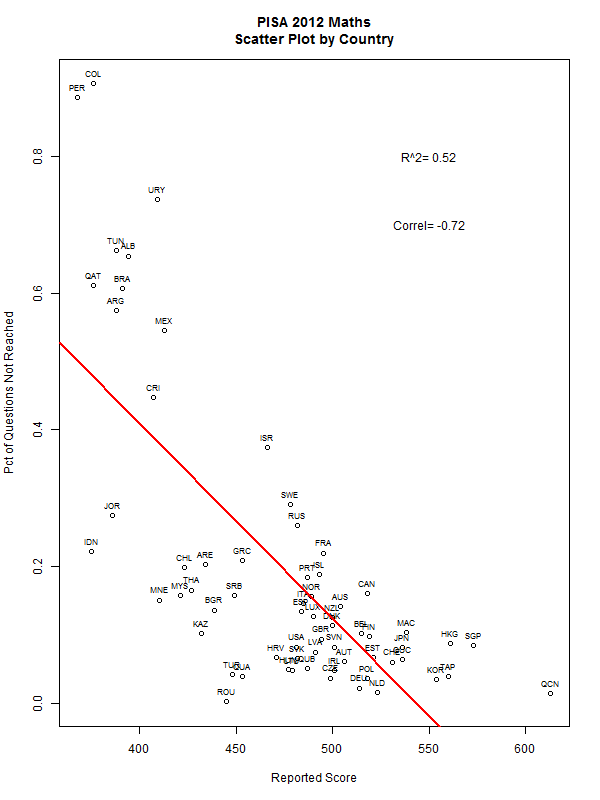 PISA 2012 Maths
Scatter Plot by Country
COL
PER
0.8
R^2= 0.52
URY
Correl= -0.72
TUN
ALB
QAT
BRA
0.6
ARG
MEX
CRI
0.4
ISR
SWE
JOR
RUS
IDN
FRA
GRC
CHL
ARE
0.2
PRT
ISL
THA
MYS
NOR
CAN
MNE
SRB
ITA
ESP
AUS
BGR
LUX
NZL
DNK
KAZ
GBR
BEL
FIN
MAC
USA
SVN
HKG
SGP
HRV
SVK
LVA
EST
JPN
AUT
CHE
TUR
IRL
CZE
POL
KOR
TAP
DEU
NLD
QCN
ROU
0.0
400
450
500
550
600
Reported Score
Pct of Questions Not Reached